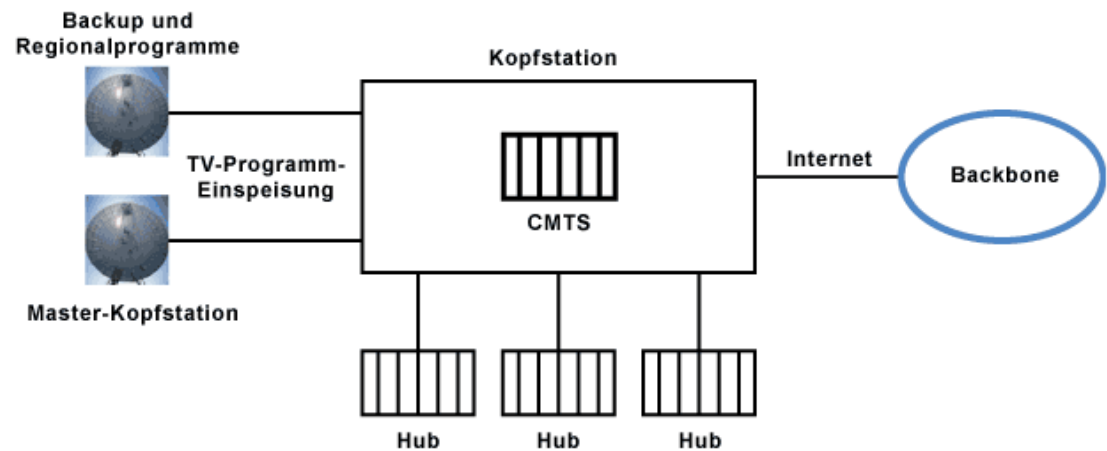 Backup und
Regionalprogramme
Kopfstation
TV-Programm-
Einspeisung
CMTS
Internet
Backbone
Master-Kopfstation
Hub
Hub
Hub